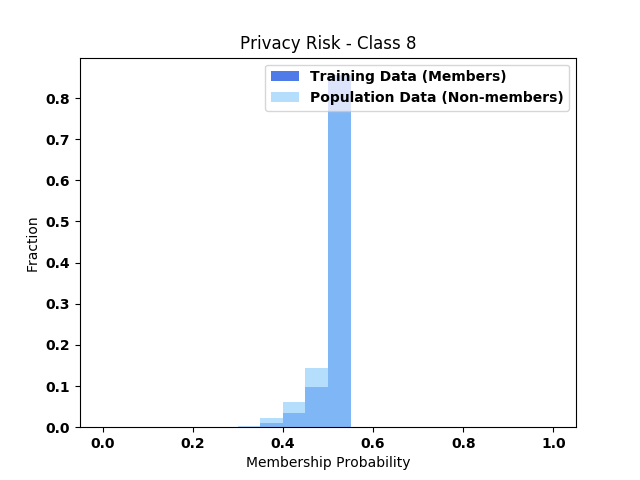 Privacy Risk - Class 8
Training Data (Members)
Population Data (Non-members)
0.8
0.7
0.6
0.5
0.4
0.3
0.2
0.1
0.0
Fraction
0.0 0.2 0.4 0.6 0.8 1.0
Membership Probability